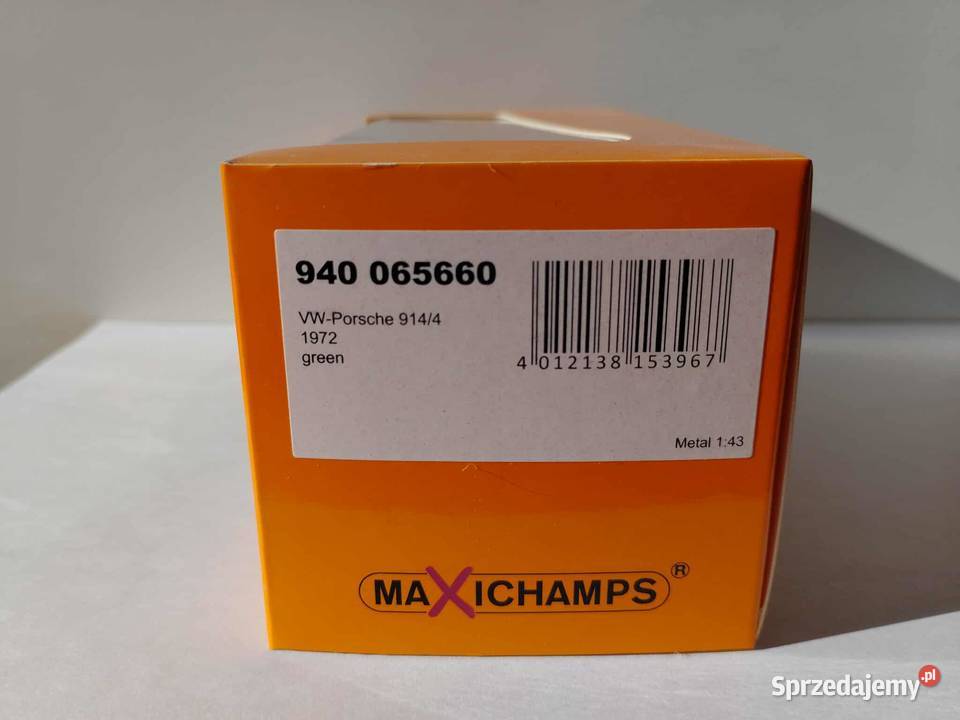 940 065660
VW-Porsche 914/4
1972
green
4 012138 153967
Metal 1:43
MAXICHAMPS®
Sprzedajemy.pl